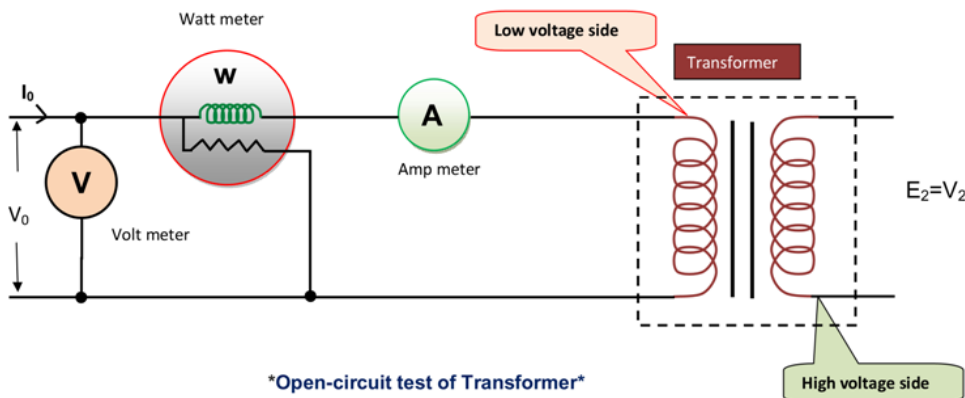 Watt meter
Low voltage side
Transformer
W
I₀
A
V
Amp meter
E₂=V₂
V₀
Volt meter
*Open-circuit test of Transformer*
High voltage side